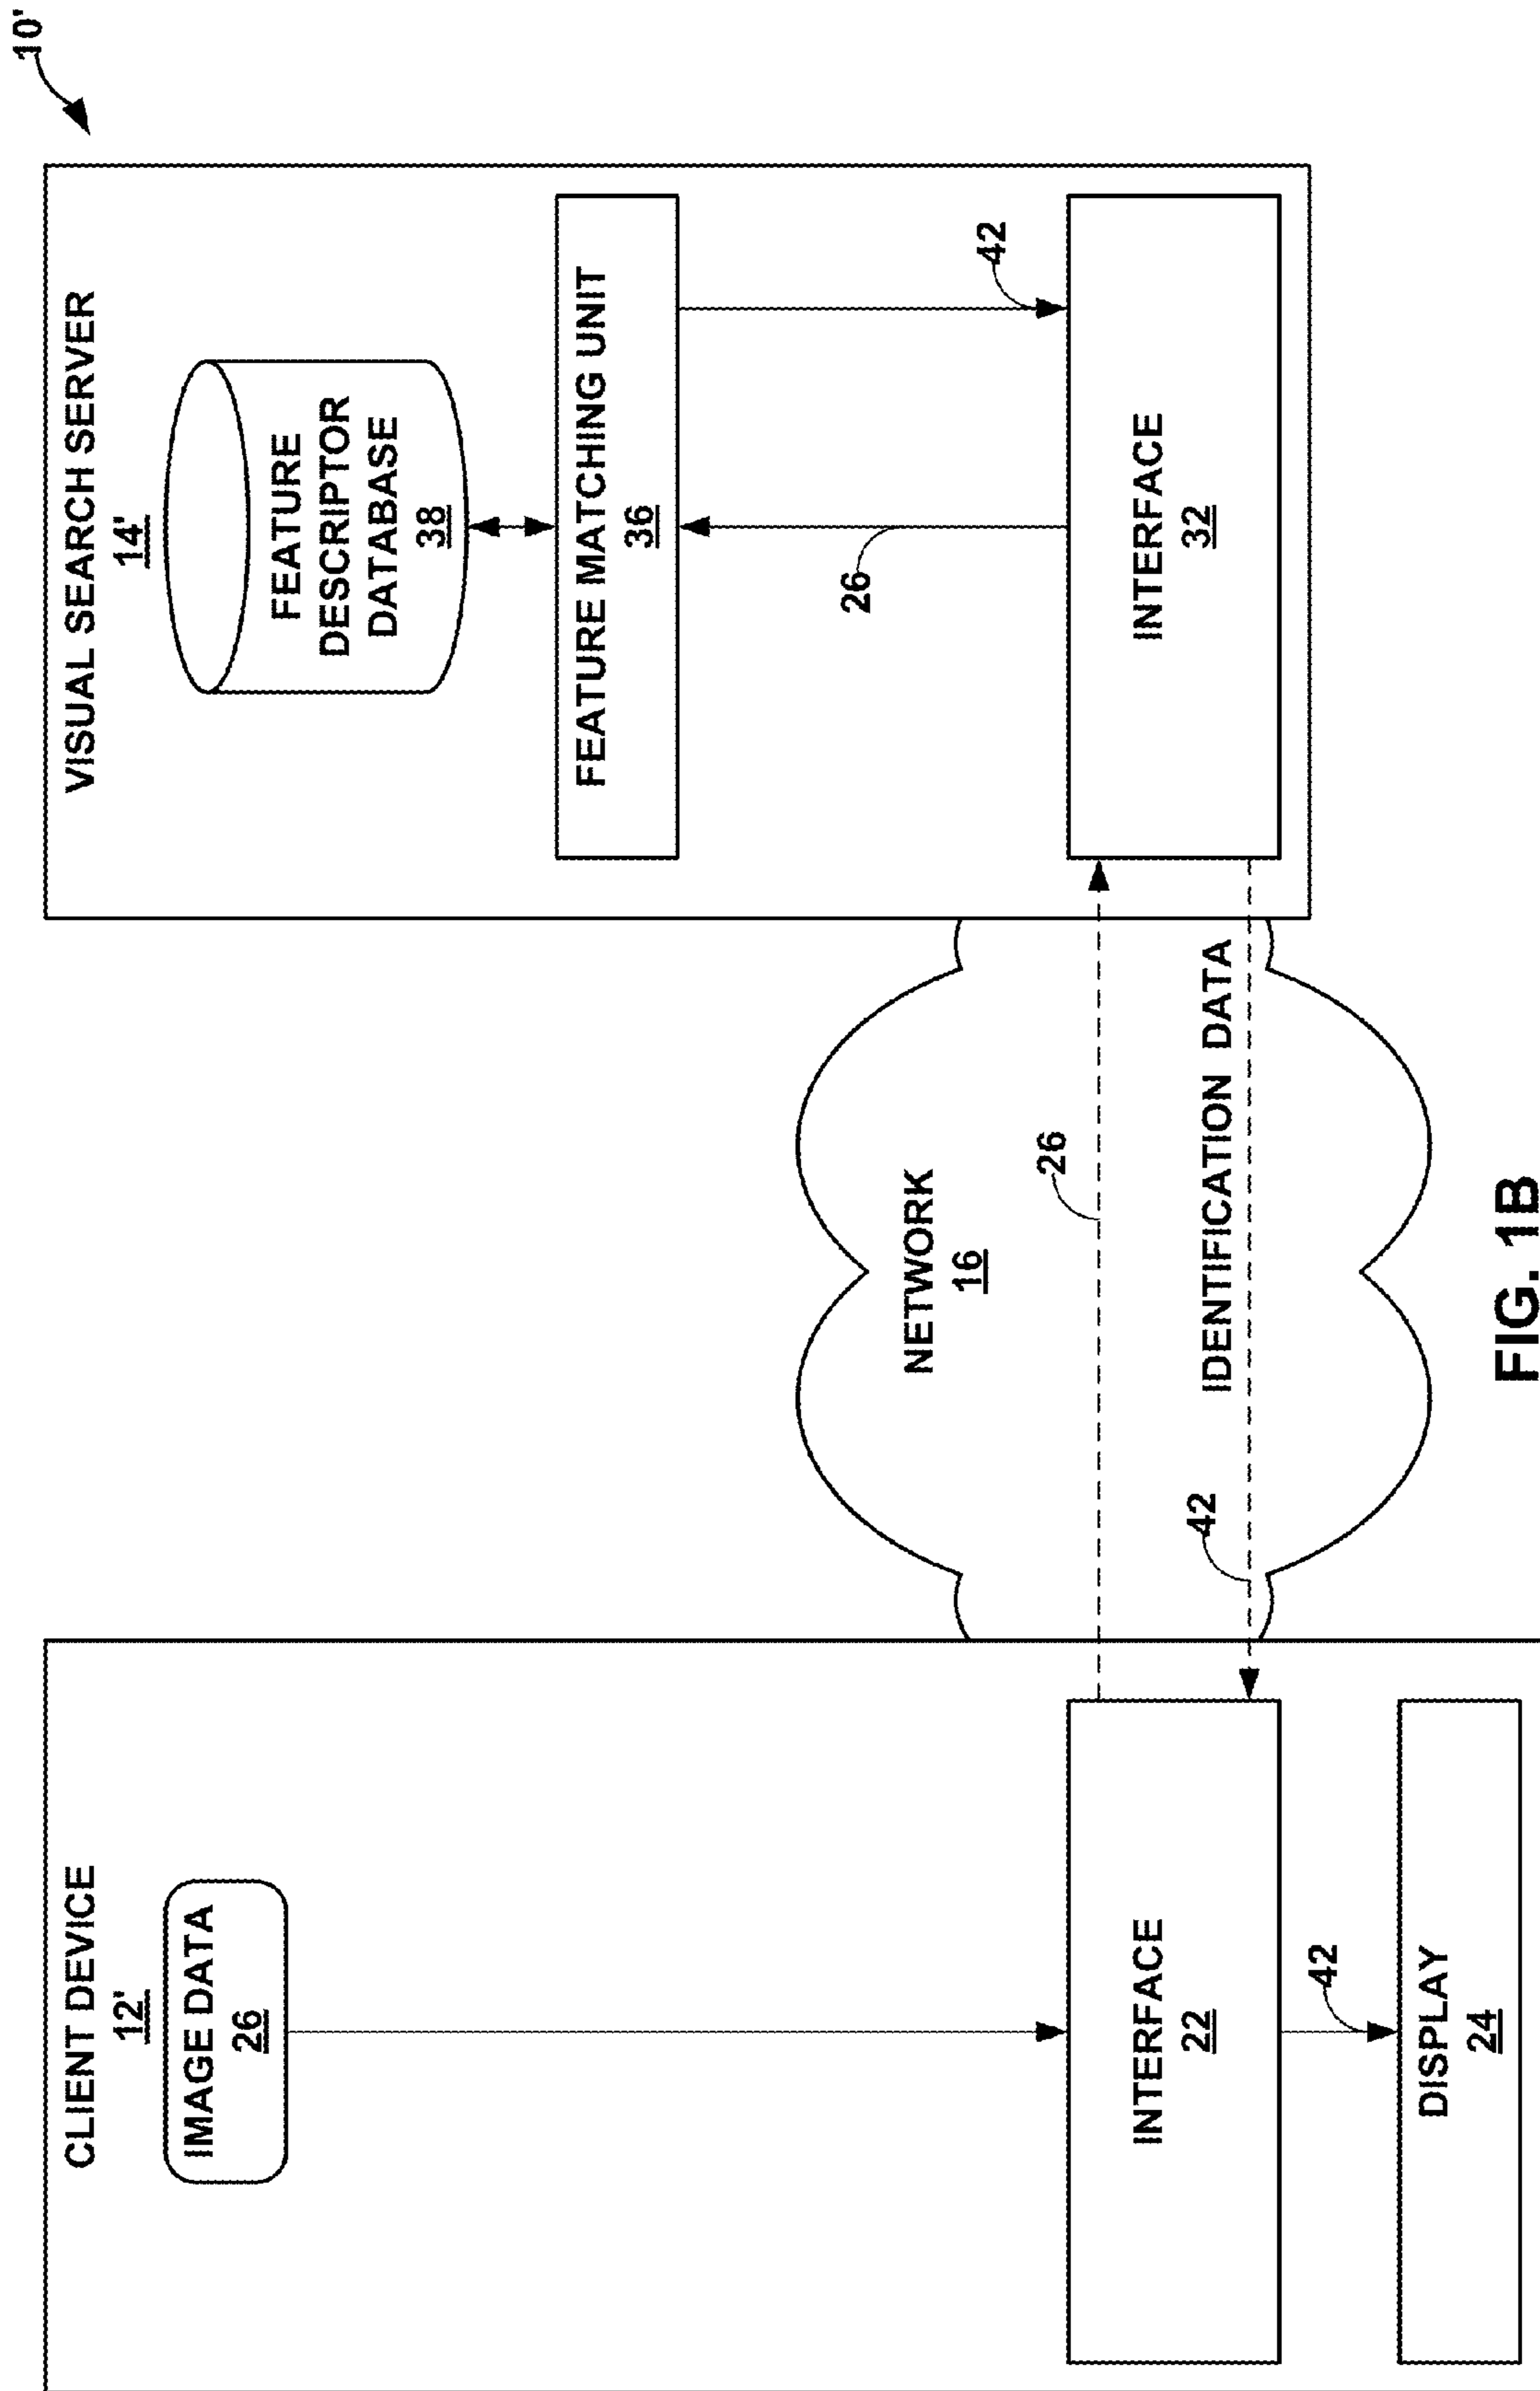 10'
CLIENT DEVICE
12'
IMAGE DATA
26
INTERFACE
22
42
DISPLAY
24
NETWORK
16
26
IDENTIFICATION DATA
42
VISUAL SEARCH SERVER
14'
FEATURE
DESCRIPTOR
DATABASE
38
FEATURE MATCHING UNIT
36
26
42
INTERFACE
32
FIG. 1B